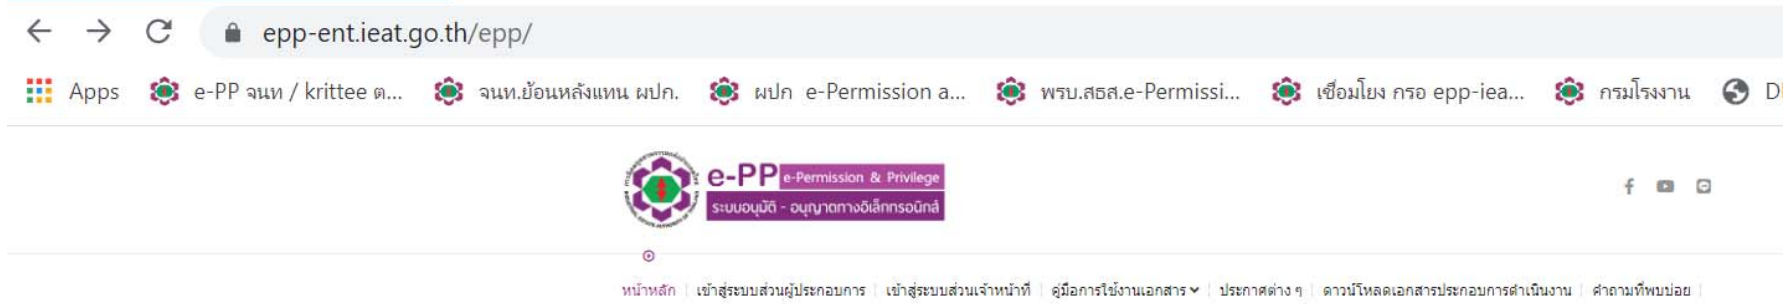 epp-ent.ieat.go.th/epp/
Apps e-PP จนท / krittee ต... จนท.ย้อนหลังแทน ผปก. ผปก e-Permission a... พรบ.สธส.e-Permissi... เชื่อมโยง กรอ epp-iea... กรมโรงงาน D
e-PP e-Permission & Privilege
ระบบอนุมัติ - อนุญาตทางอิเล็กทรอนิกส์
หน้าหลัก เข้าสู่ระบบส่วนผู้ประกอบการ เข้าสู่ระบบส่วนเจ้าหน้าที่ คู่มือการใช้งานเอกสาร ประกาศต่าง ๆ ดาวน์โหลดเอกสารประกอบการดำเนินงาน คำถามที่พบบ่อย